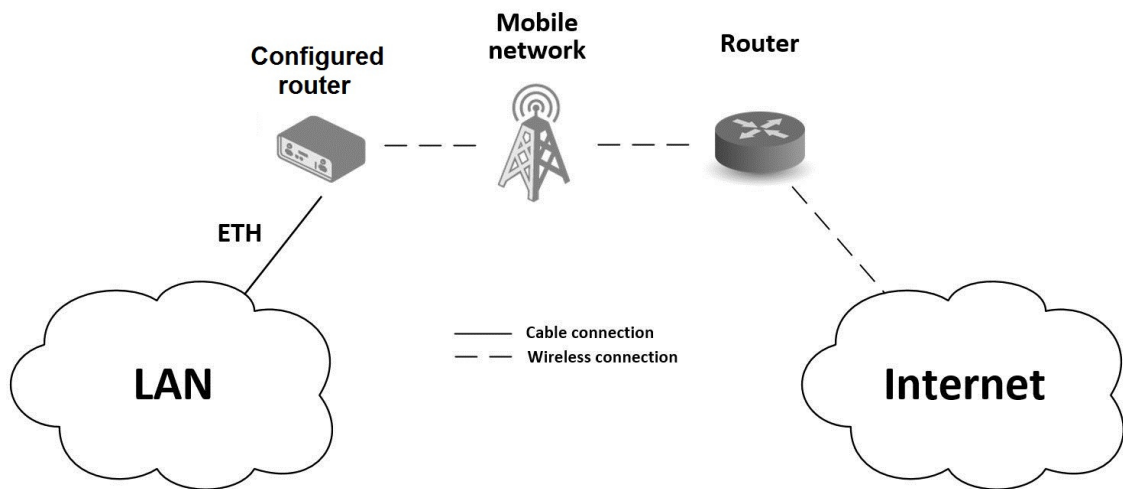 Configured
router
Mobile
network
Router
ETH
LAN
Cable connection
Wireless connection
Internet